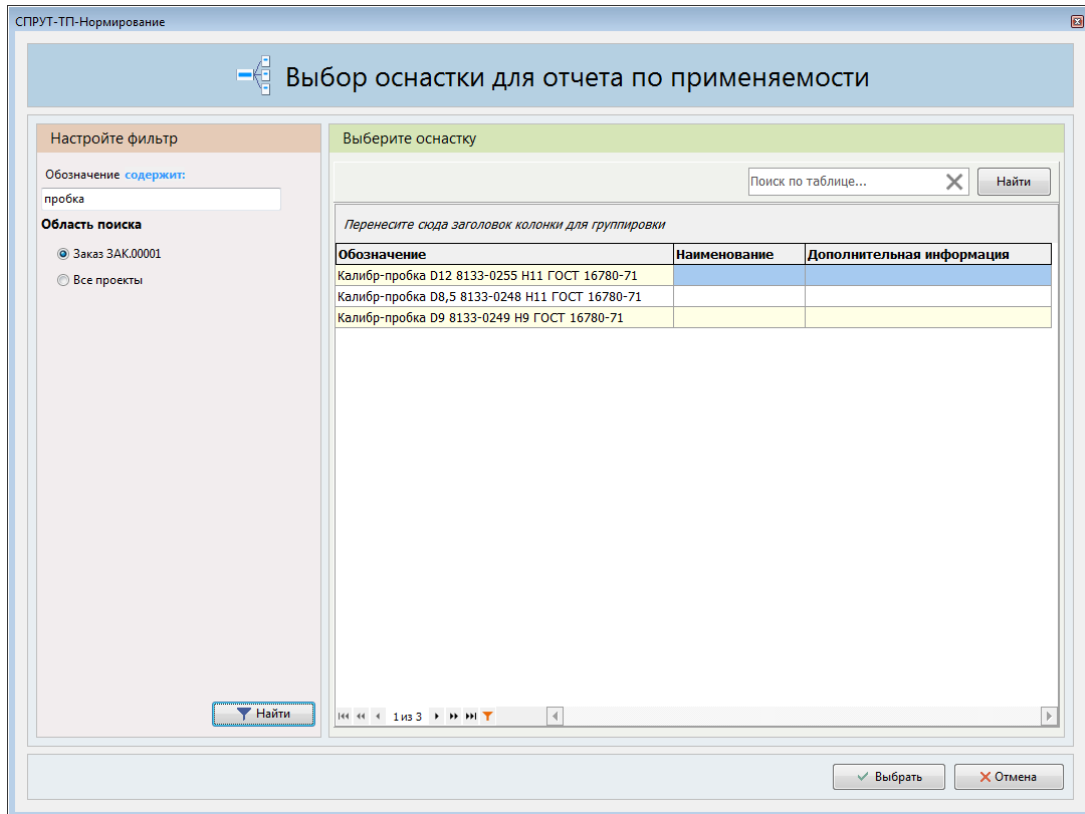 СПРУТ-ТП-Нормирование
Выбор оснастки для отчета по применяемости
Настройте фильтр
Обозначение содержит:
пробка
Область поиска
Заказ ЗАК.00001
Все проекты
Найти
Выберите оснастку
Поиск по таблице... Найти
Перенесите сюда заголовок колонки для группировки
Обозначение Наименование Дополнительная информация
Калибр-пробка D12 8133-0255 H11 ГОСТ 16780-71
Калибр-пробка D8,5 8133-0248 H11 ГОСТ 16780-71
Калибр-пробка D9 8133-0249 H9 ГОСТ 16780-71
1 из 3
Выбрать Отмена